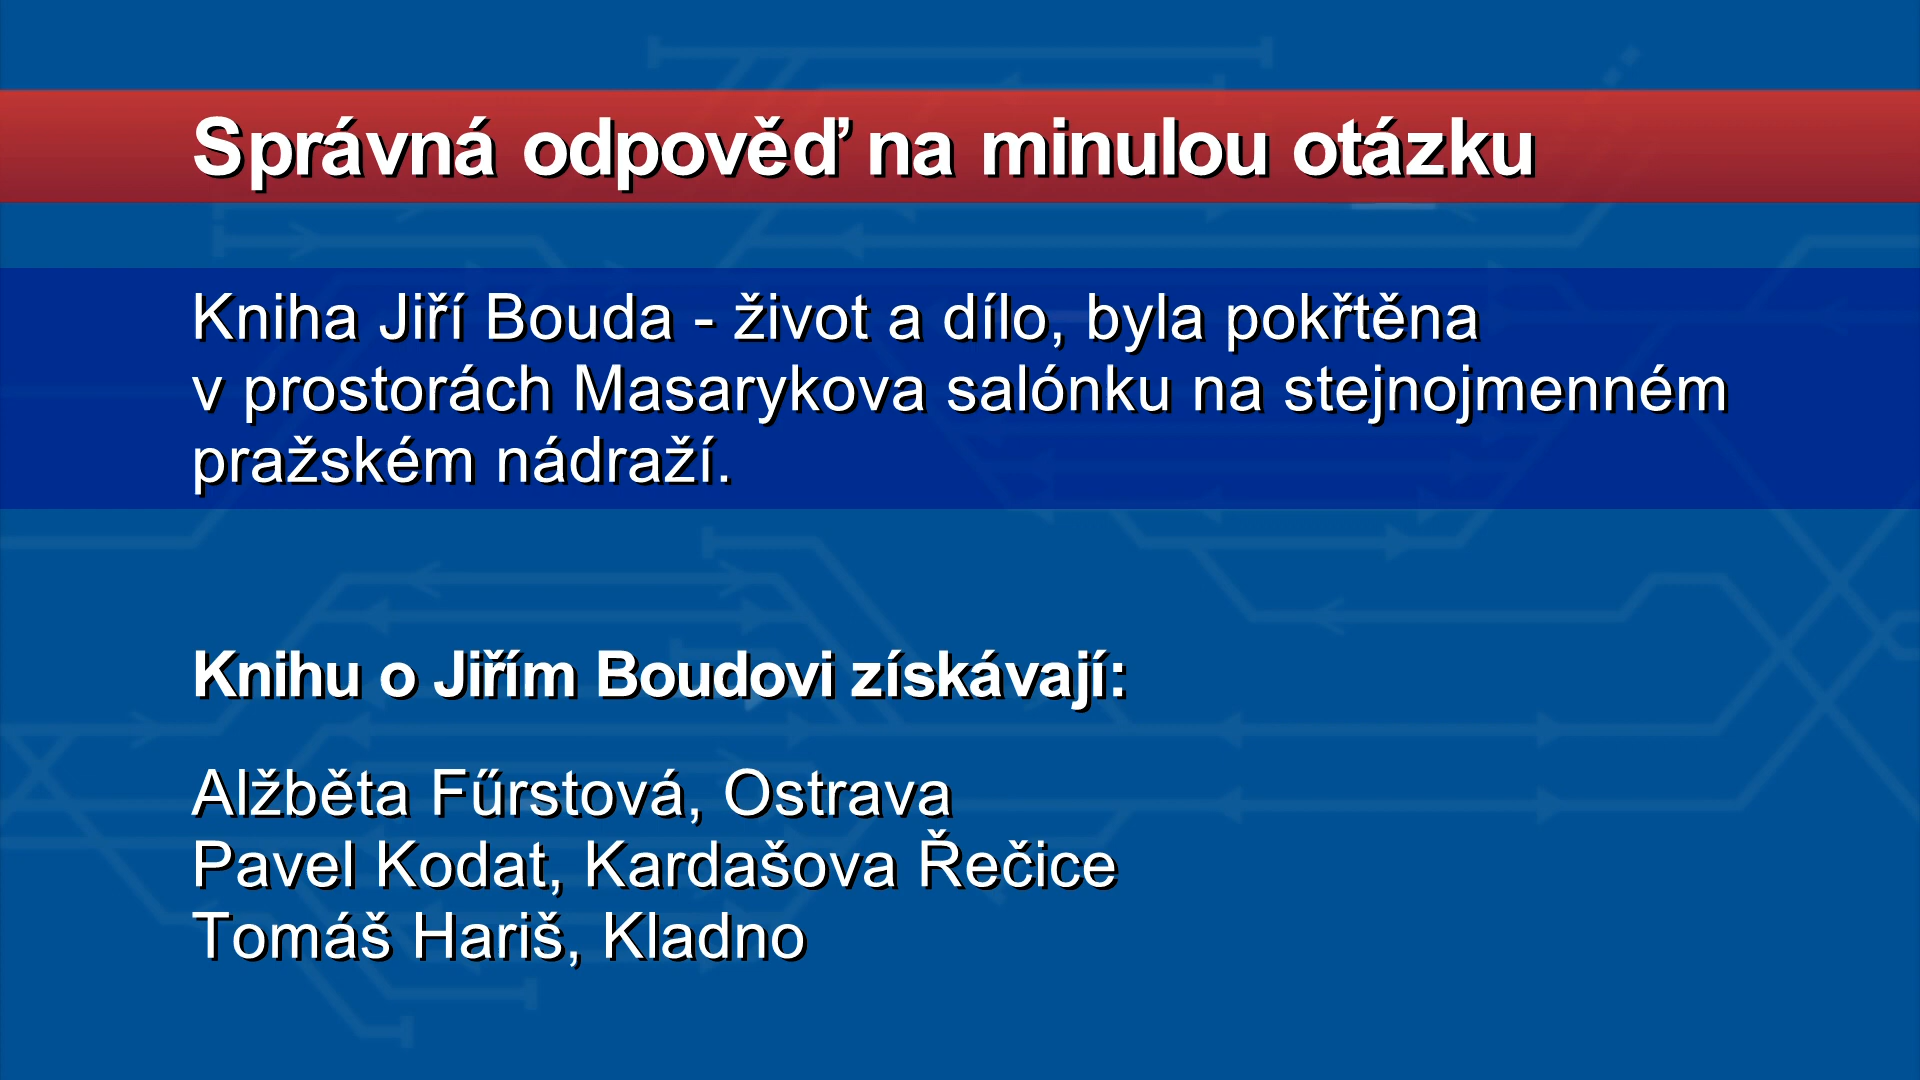 Správná odpověď na minulou otázku
Kniha Jiří Bouda - život a dílo, byla pokřtěna
v prostorách Masarykova salónku na stejnojmenném
pražském nádraží.
Knihu o Jiřím Boudovi získávají:
Alžběta Fűrstová, Ostrava
Pavel Kodat, Kardašova Řečice
Tomáš Hariš, Kladno